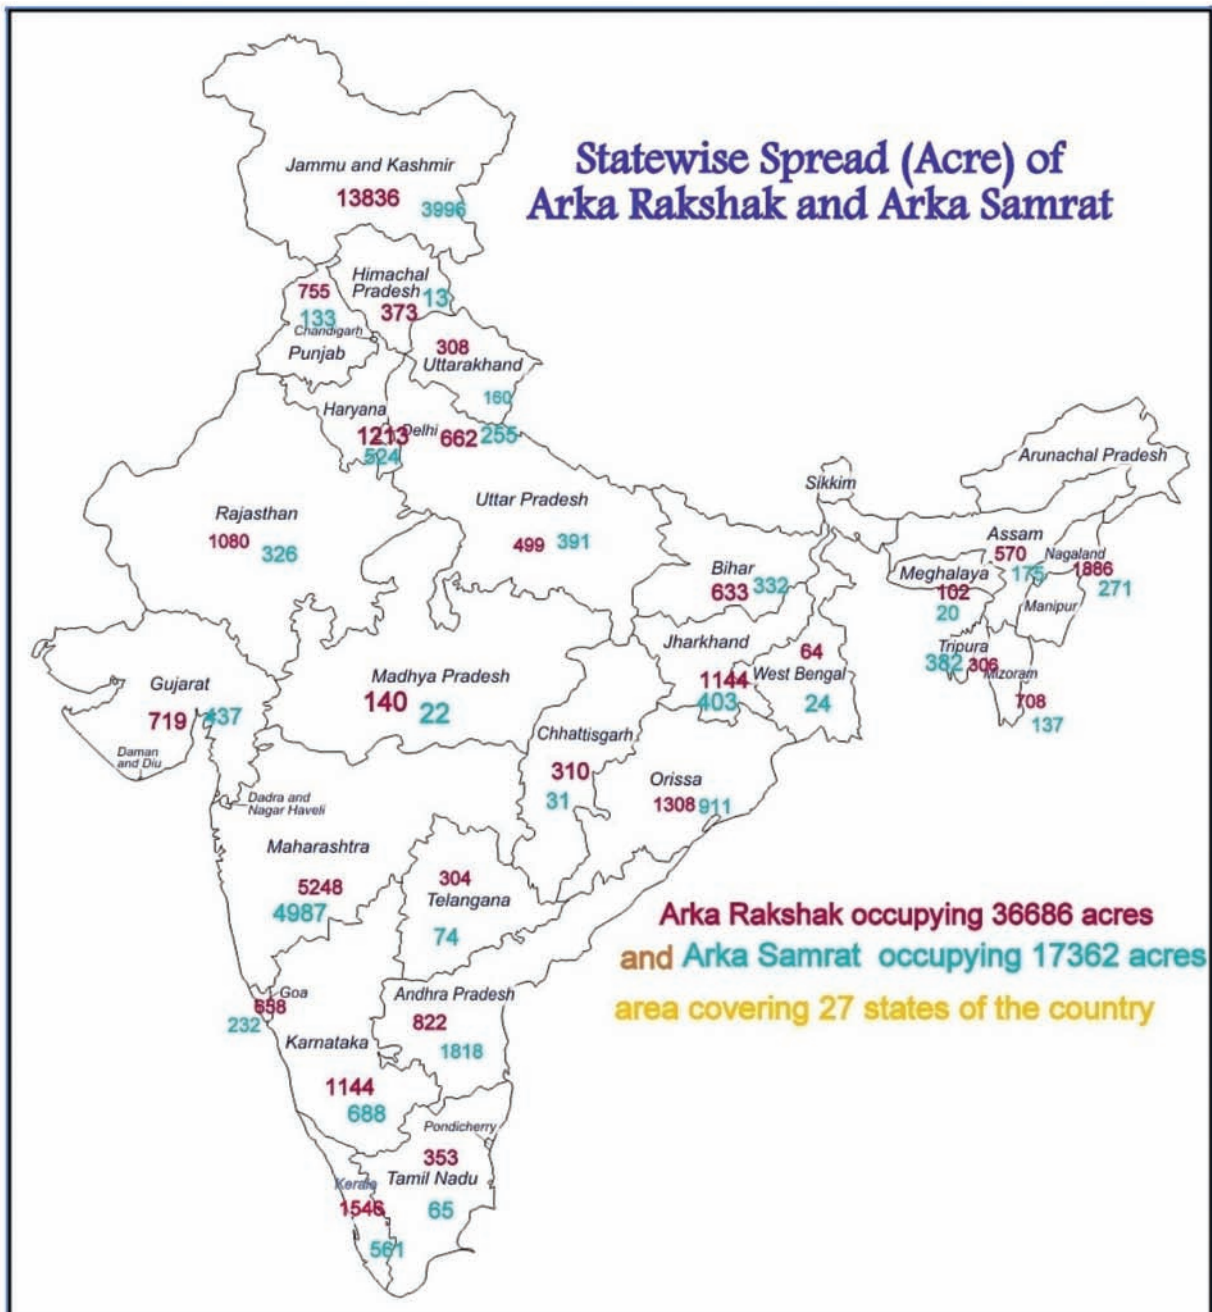 Statewise Spread (Acre) of
Arka Rakshak and Arka Samrat
Jammu and Kashmir
13836
3996
Himachal
Pradesh
13
373
755
133
Chandigarh
Punjab
308
Uttarakhand
160
Haryana
1213
524
Delhi
662
255
Rajasthan
1080
326
Uttar Pradesh
499
391
Bihar
633
332
Sikkim
Arunachal Pradesh
Assam
570
175
Nagaland
1886
271
Meghalaya
102
20
Manipur
Tripura
382
306
Mizoram
708
137
Jharkhand
1144
403
64
West Bengal
24
Gujarat
719
437
Daman
and Diu
Madhya Pradesh
140
22
Chhattisgarh
310
31
Orissa
1308
911
Dadra and
Nagar Haveli
Maharashtra
5248
4987
304
Telangana
74
Arka Rakshak occupying 36686 acres
and Arka Samrat occupying 17362 acres
area covering 27 states of the country
Goa
658
232
Andhra Pradesh
822
1818
Karnataka
1144
688
Pondicherry
353
Tamil Nadu
65
Kerala
1546
561